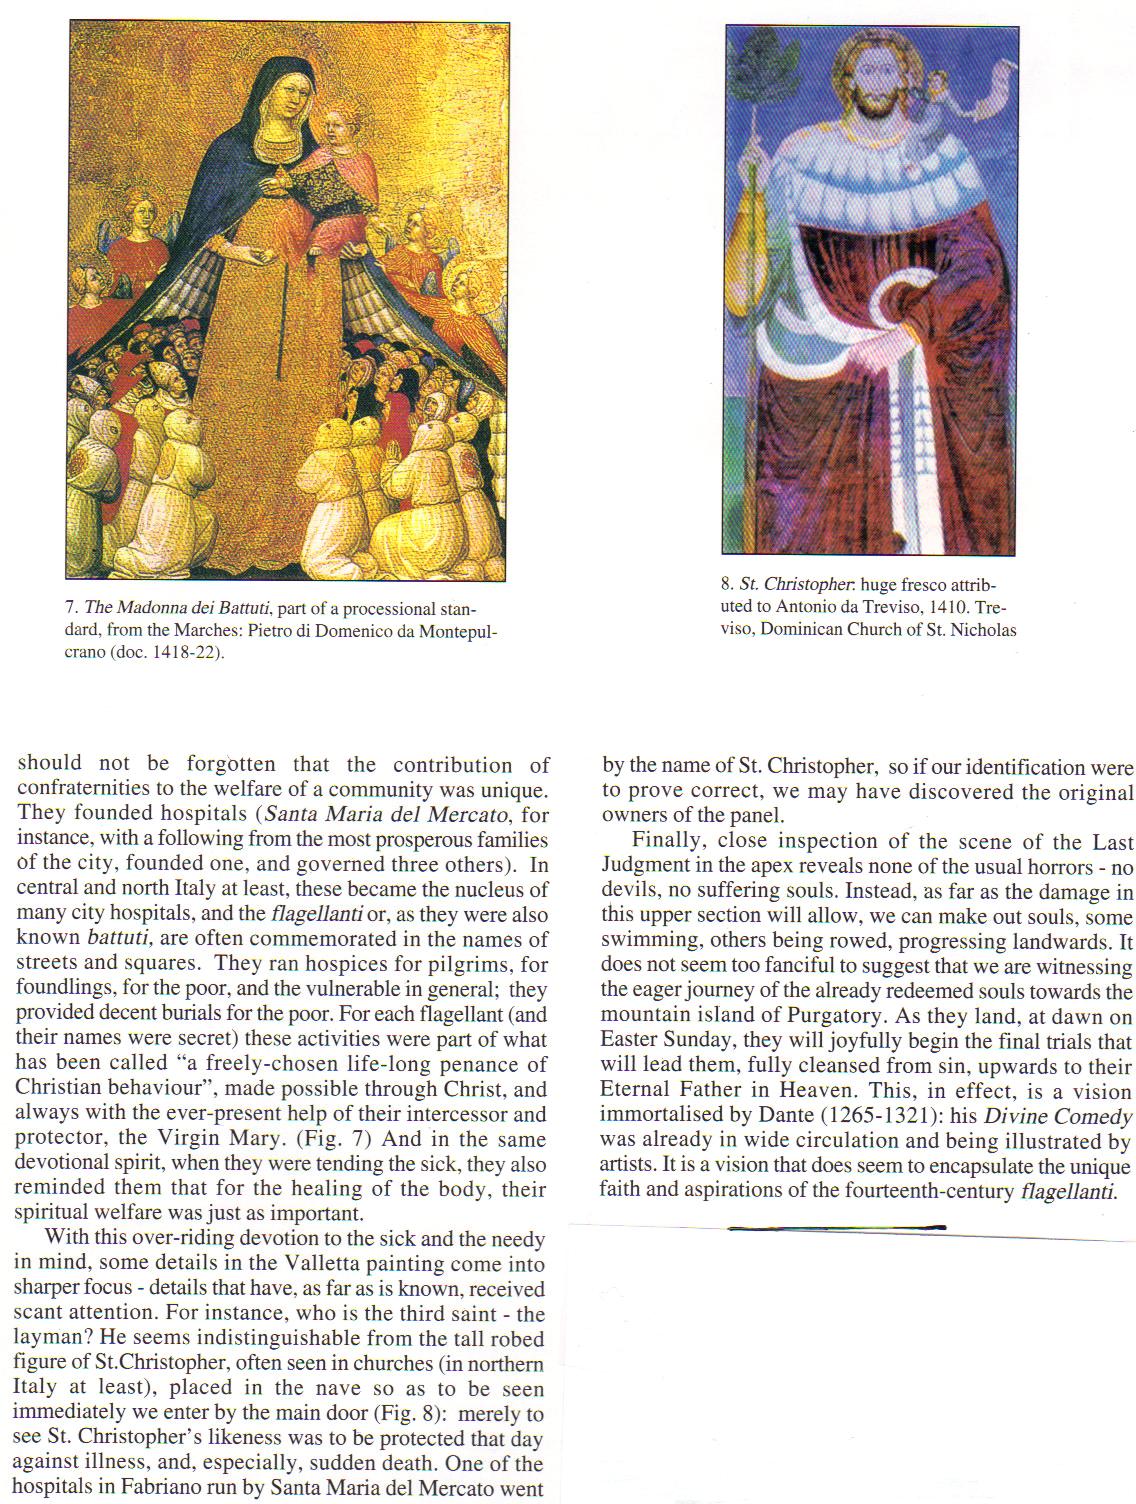 7. The Madonna dei Battuti, part of a processional stan-
dard, from the Marches: Pietro di Domenico da Montepul-
crano (doc. 1418-22).
8. St. Christopher: huge fresco attrib-
uted to Antonio da Treviso, 1410. Tre-
viso, Dominican Church of St. Nicholas
should not be forgotten that the contribution of
confraternities to the welfare of a community was unique.
They founded hospitals (Santa Maria del Mercato, for
instance, with a following from the most prosperous families
of the city, founded one, and governed three others). In
central and north Italy at least, these became the nucleus of
many city hospitals, and the flagellanti or, as they were also
known battuti, are often commemorated in the names of
streets and squares. They ran hospices for pilgrims, for
foundlings, for the poor, and the vulnerable in general; they
provided decent burials for the poor. For each flagellant (and
their names were secret) these activities were part of what
has been called “a freely-chosen life-long penance of
Christian behaviour”, made possible through Christ, and
always with the ever-present help of their intercessor and
protector, the Virgin Mary. (Fig. 7) And in the same
devotional spirit, when they were tending the sick, they also
reminded them that for the healing of the body, their
spiritual welfare was just as important.
With this over-riding devotion to the sick and the needy
in mind, some details in the Valletta painting come into
sharper focus - details that have, as far as is known, received
scant attention. For instance, who is the third saint - the
layman? He seems indistinguishable from the tall robed
figure of St.Christopher, often seen in churches (in northern
Italy at least), placed in the nave so as to be seen
immediately we enter by the main door (Fig. 8): merely to
see St. Christopher’s likeness was to be protected that day
against illness, and, especially, sudden death. One of the
hospitals in Fabriano run by Santa Maria del Mercato went
by the name of St. Christopher, so if our identification were
to prove correct, we may have discovered the original
owners of the panel.
Finally, close inspection of the scene of the Last
Judgment in the apex reveals none of the usual horrors - no
devils, no suffering souls. Instead, as far as the damage in
this upper section will allow, we can make out souls, some
swimming, others being rowed, progressing landwards. It
does not seem too fanciful to suggest that we are witnessing
the eager journey of the already redeemed souls towards the
mountain island of Purgatory. As they land, at dawn on
Easter Sunday, they will joyfully begin the final trials that
will lead them, fully cleansed from sin, upwards to their
Eternal Father in Heaven. This, in effect, is a vision
immortalised by Dante (1265-1321): his Divine Comedy
was already in wide circulation and being illustrated by
artists. It is a vision that does seem to encapsulate the unique
faith and aspirations of the fourteenth-century flagellanti.